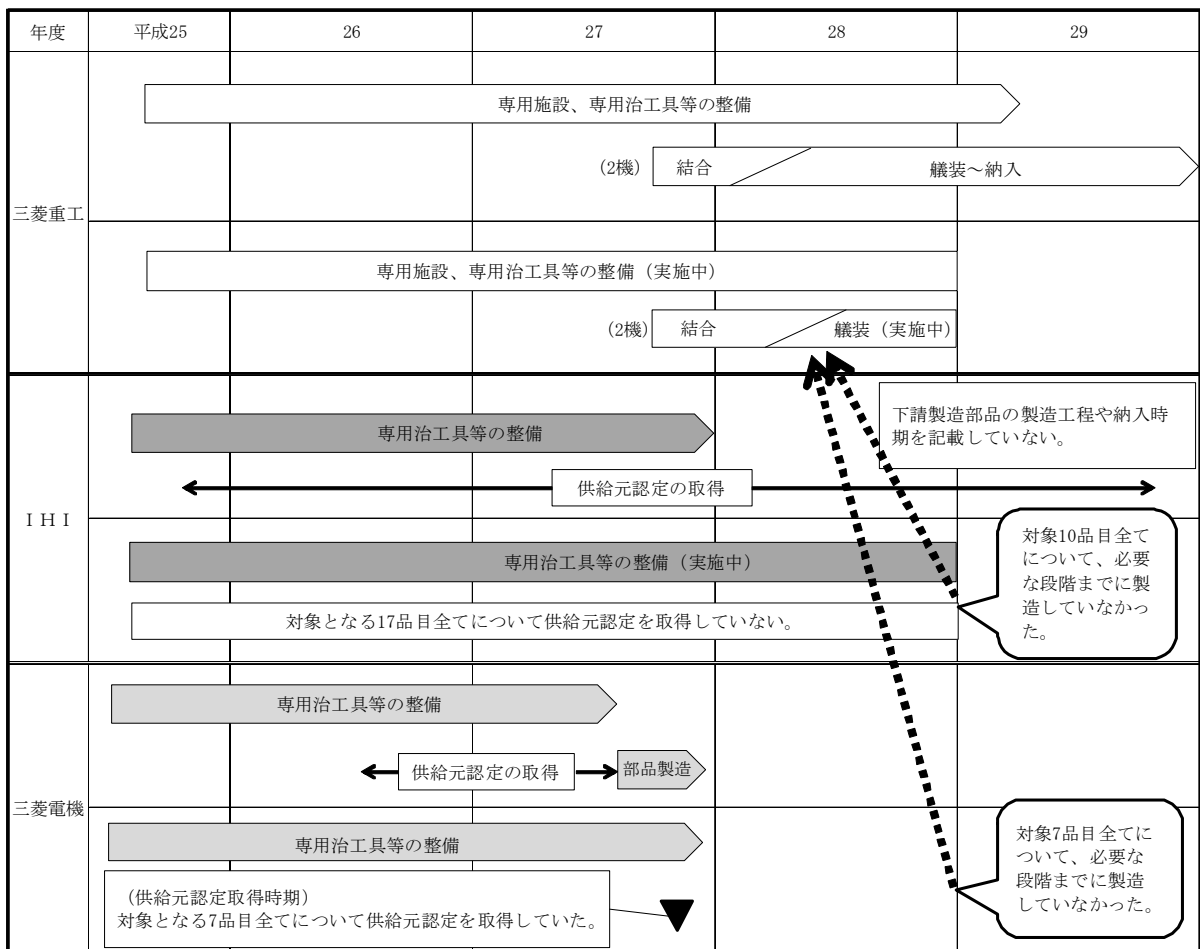 年度 平成25 26 27 28 29
三菱重工
専用施設、専用治工具等の整備
(2機) 結合 艤装～納入
専用施設、専用治工具等の整備（実施中）
(2機) 結合 艤装（実施中）
ＩＨＩ
専用治工具等の整備
下請製造部品の製造工程や納入時
期を記載していない。
供給元認定の取得
専用治工具等の整備（実施中）
対象となる17品目全てについて供給元認定を取得していない。
対象10品目全て
について、必要
な段階までに製
造していなかっ
た。
三菱電機
専用治工具等の整備
供給元認定の取得
部品製造
専用治工具等の整備
（供給元認定取得時期）
対象となる7品目全てについて供給元認定を取得していた。
対象7品目全てに
ついて、必要な
段階までに製造
していなかった。